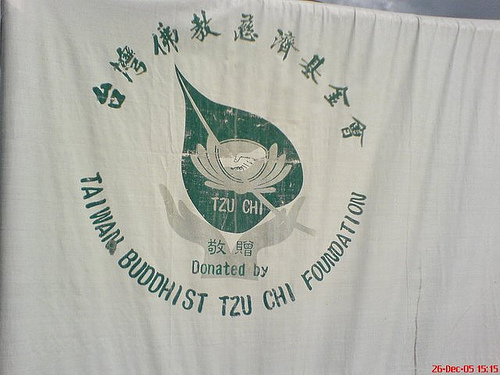 台灣佛教慈濟基金會
TZU CHI
敬贈
Donated by
TAIWAN BUDDHIST TZU CHI FOUNDATION
26-Dec-05 15:15